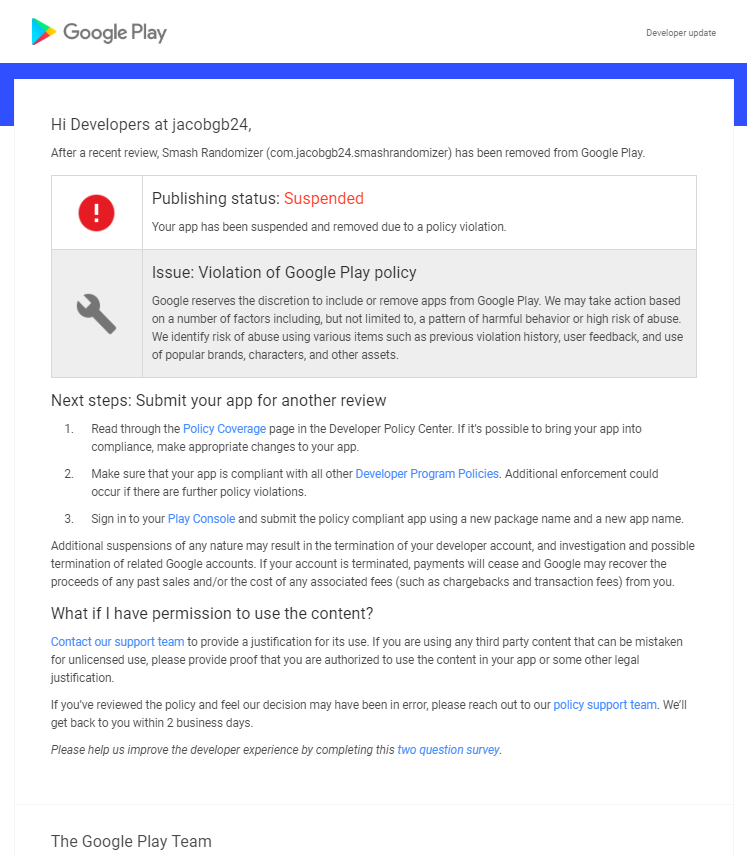 Google Play
Developer update
Hi Developers at jacobgb24,
After a recent review, Smash Randomizer (com.jacobgb24.smashrandomizer) has been removed from Google Play.
Publishing status: Suspended
Your app has been suspended and removed due to a policy violation.
Issue: Violation of Google Play policy
Google reserves the discretion to include or remove apps from Google Play. We may take action based
on a number of factors including, but not limited to, a pattern of harmful behavior or high risk of abuse.
We identify risk of abuse using various items such as previous violation history, user feedback, and use
of popular brands, characters, and other assets.
Next steps: Submit your app for another review
1. Read through the Policy Coverage page in the Developer Policy Center. If it's possible to bring your app into
compliance, make appropriate changes to your app.
2. Make sure that your app is compliant with all other Developer Program Policies. Additional enforcement could
occur if there are further policy violations.
3. Sign in to your Play Console and submit the policy compliant app using a new package name and a new app name.
Additional suspensions of any nature may result in the termination of your developer account, and investigation and possible
termination of related Google accounts. If your account is terminated, payments will cease and Google may recover the
proceeds of any past sales and/or the cost of any associated fees (such as chargebacks and transaction fees) from you.
What if I have permission to use the content?
Contact our support team to provide a justification for its use. If you are using any third party content that can be mistaken
for unlicensed use, please provide proof that you are authorized to use the content in your app or some other legal
justification.
If you've reviewed the policy and feel our decision may have been in error, please reach out to our policy support team. We'll
get back to you within 2 business days.
Please help us improve the developer experience by completing this two question survey.
The Google Play Team